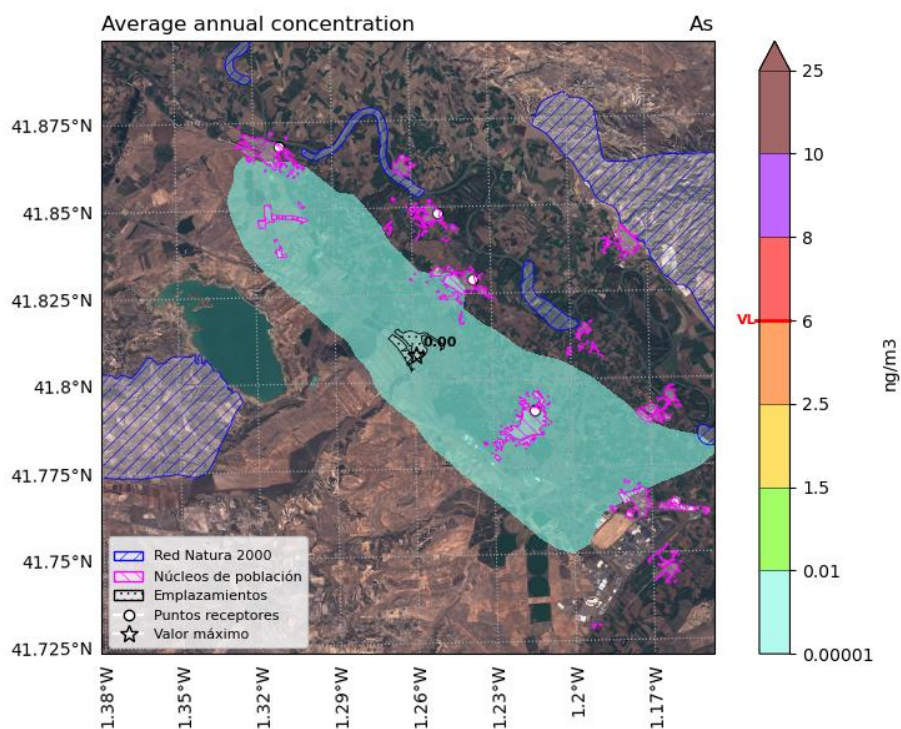 Average annual concentration As
41.875°N
41.85°N
41.825°N
41.8°N
41.775°N
41.75°N
41.725°N
0.00
Red Natura 2000
Núcleos de población
Emplazamientos
Puntos receptores
Valor máximo
1.38°W
1.35°W
1.32°W
1.29°W
1.26°W
1.23°W
1.2°W
1.17°W
25
10
8
VL 6
2.5
1.5
0.01
0.00001
ng/m3